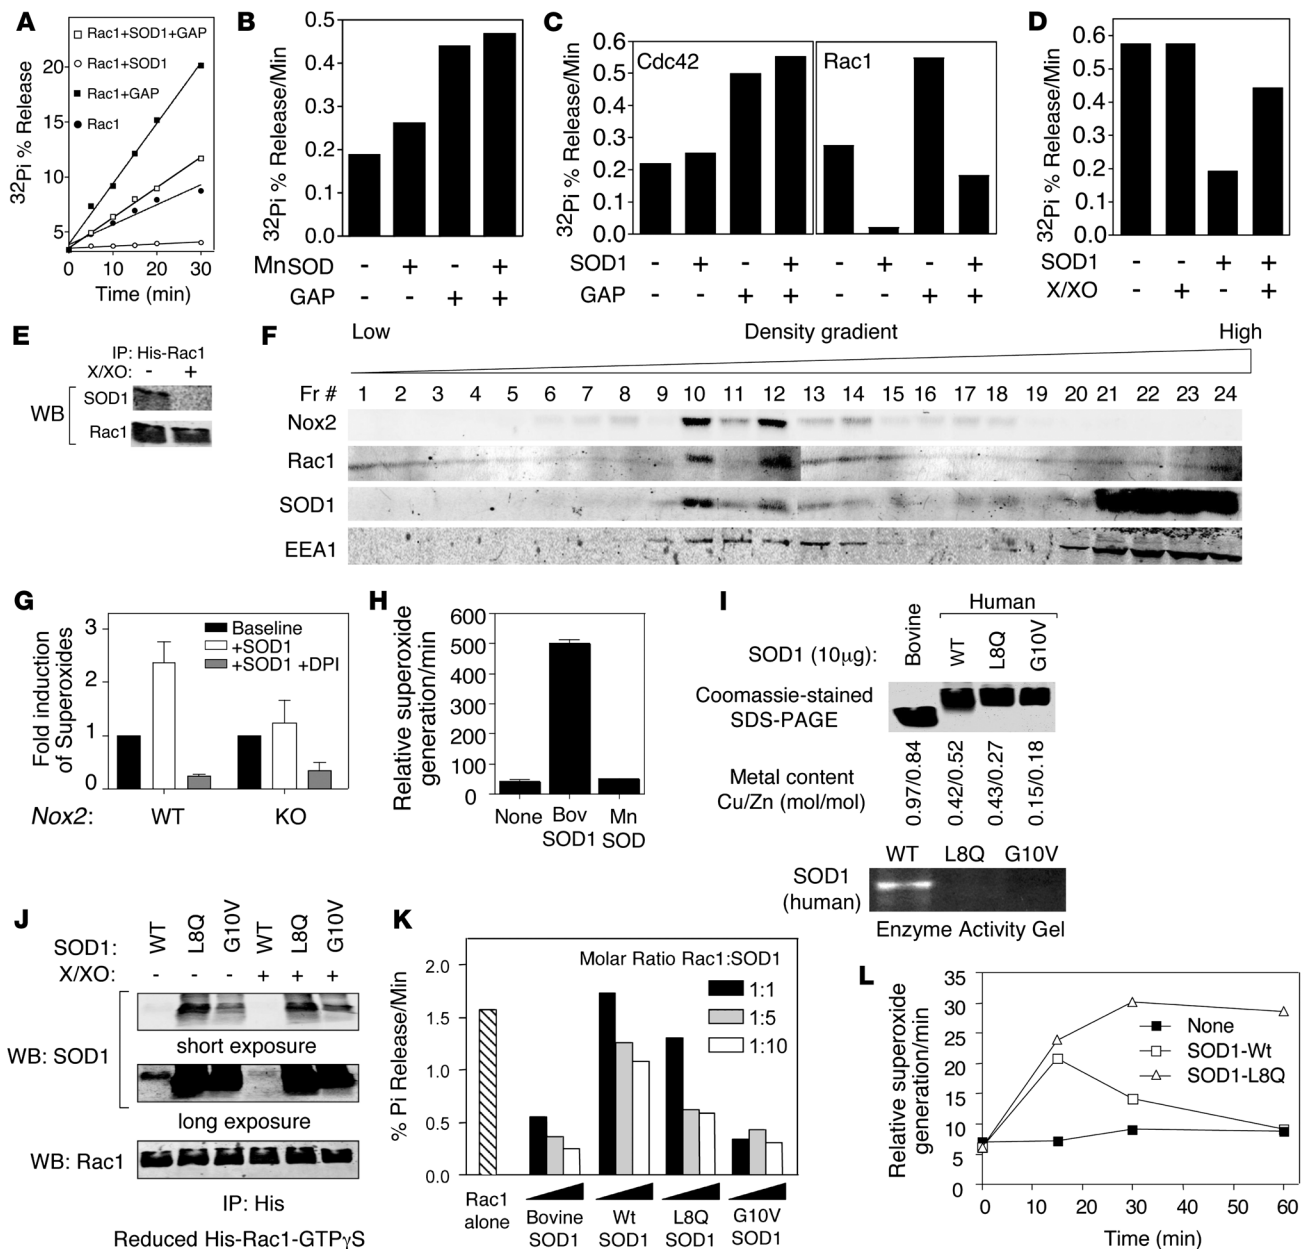 A
32Pi % Release
20
15
10
5
0 10 20 30
Time (min)
Rac1+SOD1+GAP
Rac1+SOD1
Rac1+GAP
Rac1
B
32Pi % Release/Min
0.5
0.4
0.3
0.2
0.1
0.0
MnSOD - + - +
GAP - - + +
C
32Pi % Release/Min
0.6
0.5
0.4
0.3
0.2
0.1
0.0
Cdc42
Rac1
SOD1 - + - + - + - +
GAP - - + + - - + +
D
32Pi % Release/Min
0.6
0.5
0.4
0.3
0.2
0.1
0.0
SOD1 - - + +
X/XO - + - +
E
IP: His-Rac1
X/XO: - +
WB
SOD1
Rac1
F
Low Density gradient High
Fr # 1 2 3 4 5 6 7 8 9 10 11 12 13 14 15 16 17 18 19 20 21 22 23 24
Nox2
Rac1
SOD1
EEA1
G
Fold induction
of Superoxides
3
2
1
0
Baseline
+SOD1
+SOD1 +DPI
Nox2: WT KO
H
Relative superoxide
generation/min
600
500
400
300
200
100
0
None Bov SOD1 Mn SOD
I
Human
SOD1 (10µg): Bovine WT L8Q G10V
Coomassie-stained
SDS-PAGE
Metal content
Cu/Zn (mol/mol)
0.97/0.84 0.42/0.52 0.43/0.27 0.15/0.18
WT L8Q G10V
SOD1
(human)
Enzyme Activity Gel
J
SOD1: WT L8Q G10V WT L8Q G10V
X/XO: - - - + + +
WB: SOD1
short exposure
long exposure
WB: Rac1
IP: His
Reduced His-Rac1-GTPγS
K
% Pi Release/Min
2.0
1.5
1.0
0.5
0.0
Molar Ratio Rac1:SOD1
1:1
1:5
1:10
Rac1 alone
Bovine SOD1
Wt SOD1
L8Q SOD1
G10V SOD1
L
Relative superoxide
generation/min
35
30
25
20
15
10
5
0
None
SOD1-Wt
SOD1-L8Q
0 10 20 30 40 50 60
Time (min)